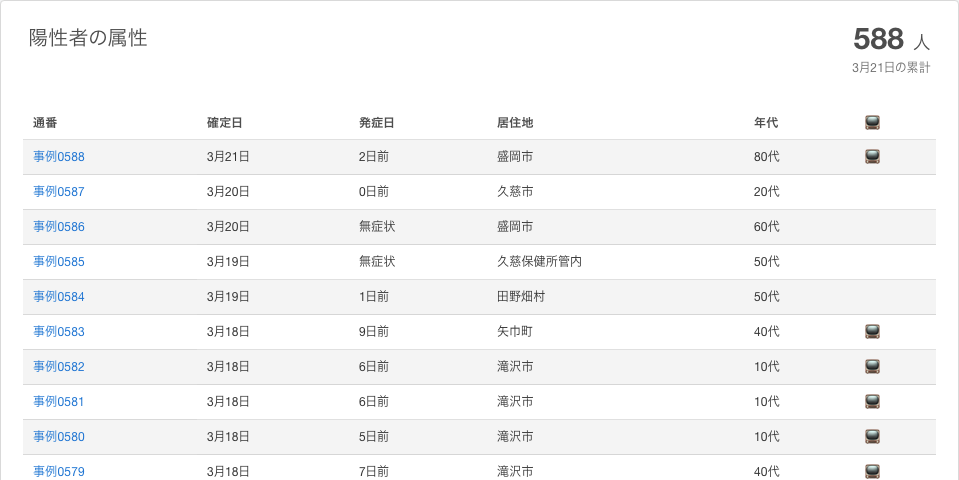 陽性者の属性
588 人
3月21日の累計
通番 確定日 発症日 居住地 年代
事例0588 3月21日 2日前 盛岡市 80代
事例0587 3月20日 0日前 久慈市 20代
事例0586 3月20日 無症状 盛岡市 60代
事例0585 3月19日 無症状 久慈保健所管内 50代
事例0584 3月19日 1日前 田野畑村 50代
事例0583 3月18日 9日前 矢巾町 40代
事例0582 3月18日 6日前 滝沢市 10代
事例0581 3月18日 6日前 滝沢市 10代
事例0580 3月18日 5日前 滝沢市 10代
事例0579 3月18日 7日前 滝沢市 40代